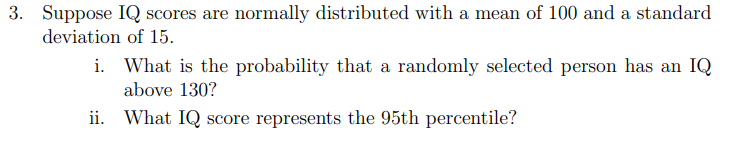 3. Suppose IQ scores are normally distributed with a mean of 100 and a standard
deviation of 15.
i. What is the probability that a randomly selected person has an IQ
above 130?
ii. What IQ score represents the 95th percentile?